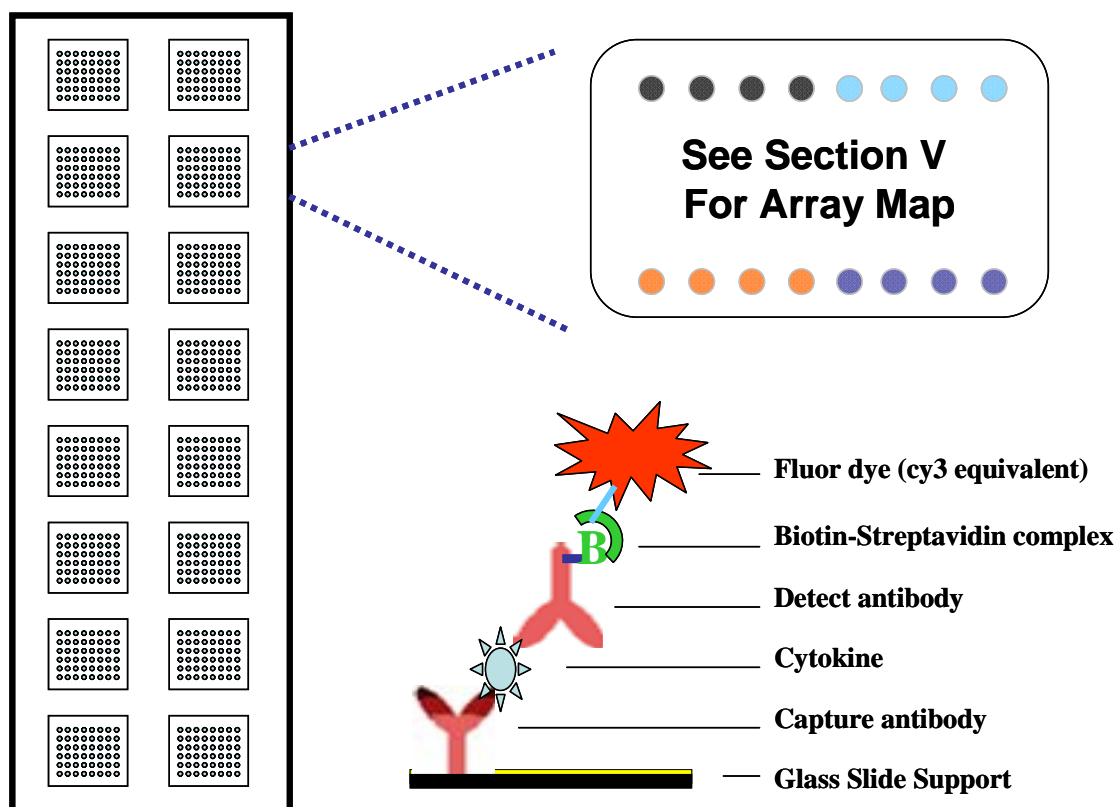 See Section V
For Array Map
Fluor dye (cy3 equivalent)
B
Biotin-Streptavidin complex
Detect antibody
Cytokine
Capture antibody
Glass Slide Support